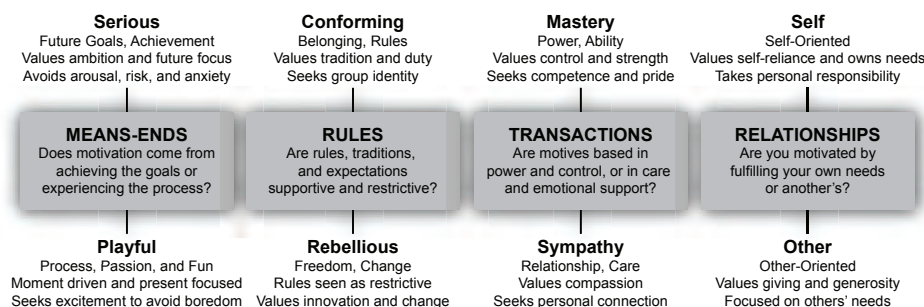 Serious
Future Goals, Achievement
Values ambition and future focus
Avoids arousal, risk, and anxiety
Conforming
Belonging, Rules
Values tradition and duty
Seeks group identity
Mastery
Power, Ability
Values control and strength
Seeks competence and pride
Self
Self-Oriented
Values self-reliance and owns needs
Takes personal responsibility
MEANS-ENDS
Does motivation come from
achieving the goals or
experiencing the process?
RULES
Are rules, traditions,
and expectations
supportive and restrictive?
TRANSACTIONS
Are motives based in
power and control, or in care
and emotional support?
RELATIONSHIPS
Are you motivated by
fulfilling your own needs
or another's?
Playful
Process, Passion, and Fun
Moment driven and present focused
Seeks excitement to avoid boredom
Rebellious
Freedom, Change
Rules seen as restrictive
Values innovation and change
Sympathy
Relationship, Care
Values compassion
Seeks personal connection
Other
Other-Oriented
Values giving and generosity
Focused on others' needs